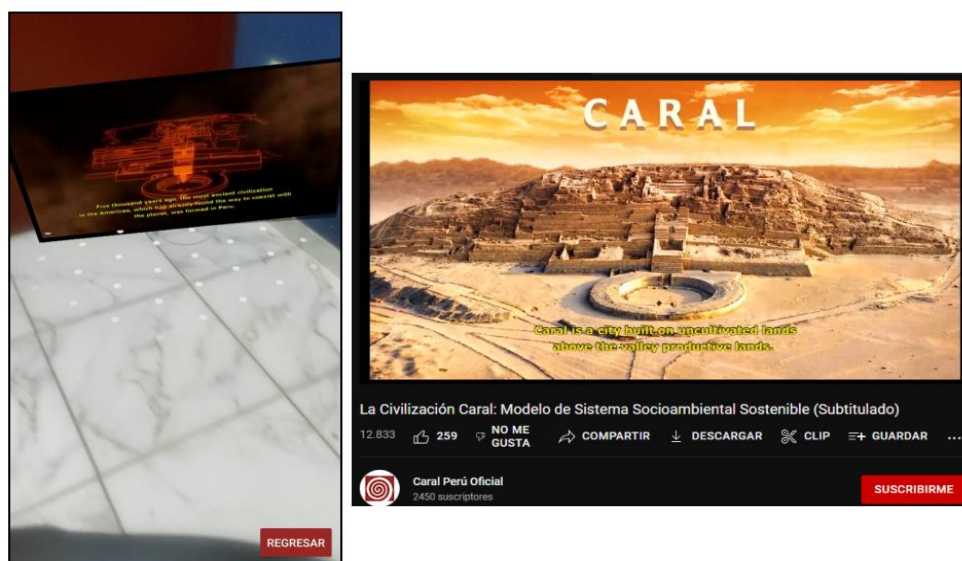 Five thousand years ago, the most ancient civilization
in the Americas, which had already found the way to coexist with
the planet, was formed in Peru.
REGRESAR
CARAL
Caral is a city built on uncultivated lands
above the valley productive lands.
La Civilización Caral: Modelo de Sistema Socioambiental Sostenible (Subtitulado)
12.833 259 NO ME GUSTA COMPARTIR DESCARGAR CLIP GUARDAR ...
Caral Perú Oficial
2450 suscriptores
SUSCRIBIRME